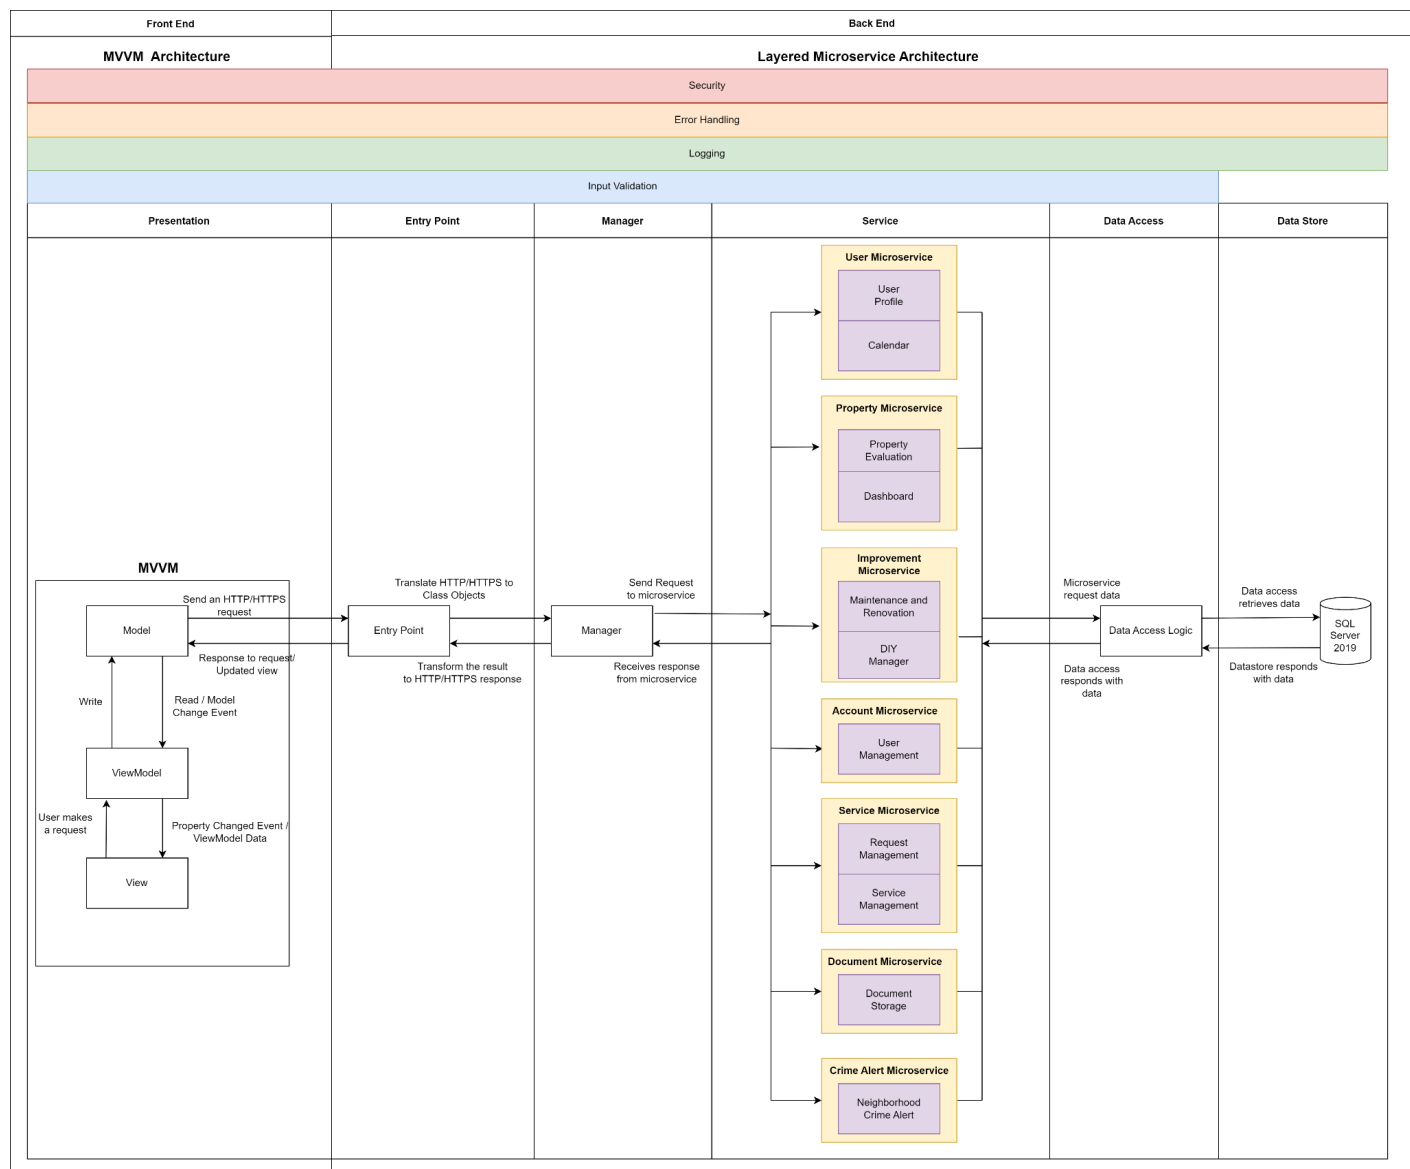 Front End
Back End
MVVM Architecture
Layered Microservice Architecture
Security
Error Handling
Logging
Input Validation
Presentation
Entry Point
Manager
Service
Data Access
Data Store
MVVM
Send an HTTP/HTTPS
request
Model
Response to request/
Updated view
Write
Read / Model
Change Event
ViewModel
User makes
a request
Property Changed Event /
ViewModel Data
View
Translate HTTP/HTTPS to
Class Objects
Entry Point
Transform the result
to HTTP/HTTPS response
Send Request
to microservice
Manager
Receives response
from microservice
User Microservice
User
Profile
Calendar
Property Microservice
Property
Evaluation
Dashboard
Improvement
Microservice
Maintenance and
Renovation
DIY
Manager
Account Microservice
User
Management
Service Microservice
Request
Management
Service
Management
Document Microservice
Document
Storage
Crime Alert Microservice
Neighborhood
Crime Alert
Microservice
request data
Data Access Logic
Data access
responds with
data
Data access
retrieves data
Datastore responds
with data
SQL
Server
2019